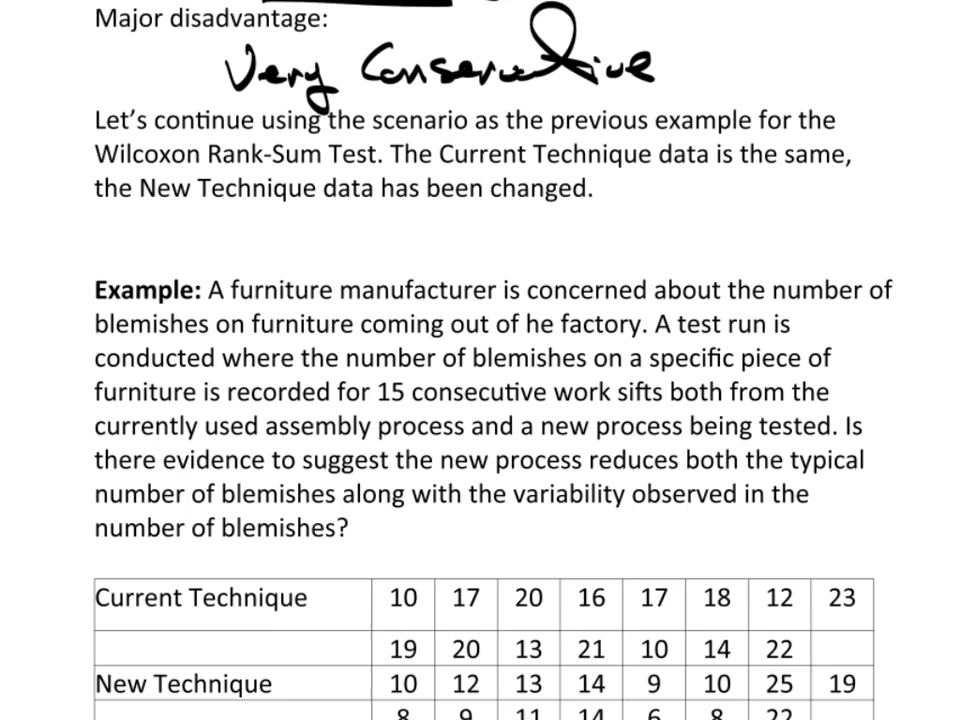 Major disadvantage:
Very Conservative
Let's continue using the scenario as the previous example for the
Wilcoxon Rank-Sum Test. The Current Technique data is the same,
the New Technique data has been changed.
Example: A furniture manufacturer is concerned about the number of
blemishes on furniture coming out of he factory. A test run is
conducted where the number of blemishes on a specific piece of
furniture is recorded for 15 consecutive work sifts both from the
currently used assembly process and a new process being tested. Is
there evidence to suggest the new process reduces both the typical
number of blemishes along with the variability observed in the
number of blemishes?
Current Technique 10 17 20 16 17 18 12 23
19 20 13 21 10 14 22
New Technique 10 12 13 14 9 10 25 19
8 9 11 14 6 8 22